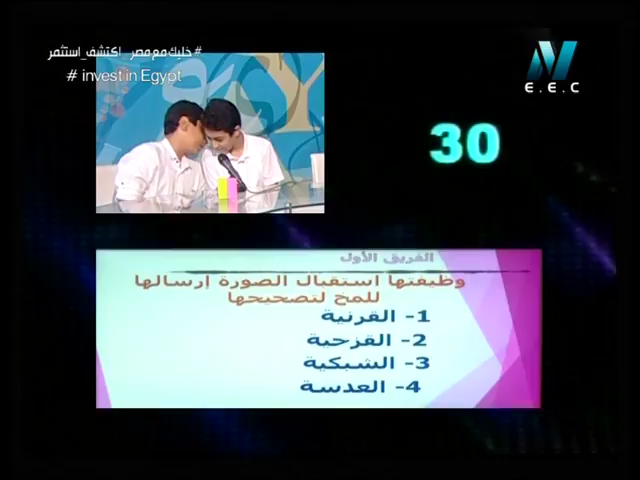 #خليك_مع_مصر اكتشف_استثمر
# invest in Egypt
E.E.C
30
الفريق الأول
وظيفتها استقبال الصورة إرسالها
للمخ لتصحيحها
1- القرنية
2- القزحية
3- الشبكية
4- العدسة